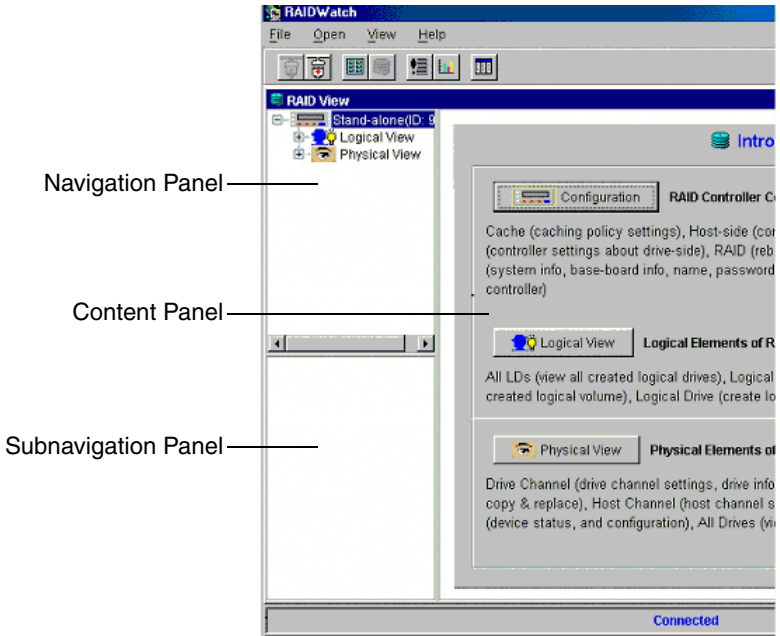 RAIDWatch
File Open View Help
RAID View
Stand-alone(ID: 9
Logical View
Physical View
Navigation Panel
Content Panel
Subnavigation Panel
Intro
Configuration RAID Controller C
Cache (caching policy settings), Host-side (con
(controller settings about drive-side), RAID (reb
(system info, base-board info, name, password
controller)
Logical View Logical Elements of R
All LDs (view all created logical drives), Logical
created logical volume), Logical Drive (create lo
Physical View Physical Elements of
Drive Channel (drive channel settings, drive info
copy & replace), Host Channel (host channel s
(device status, and configuration), All Drives (vi
Connected